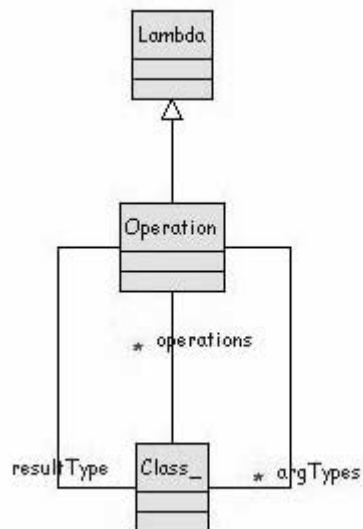 Lambda
Operation
* operations
resultType
Class_
* argTypes